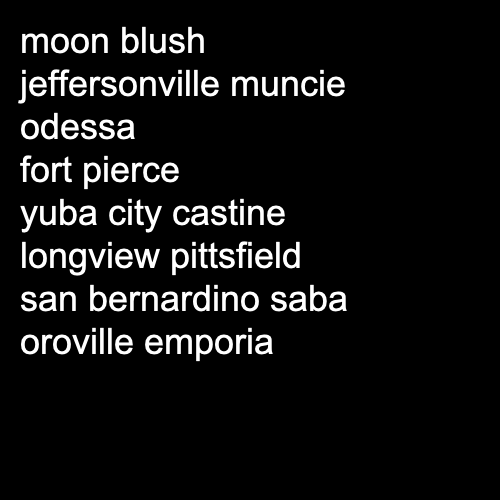 moon blush
jeffersonville muncie
odessa
fort pierce
yuba city castine
longview pittsfield
san bernardino saba
oroville emporia